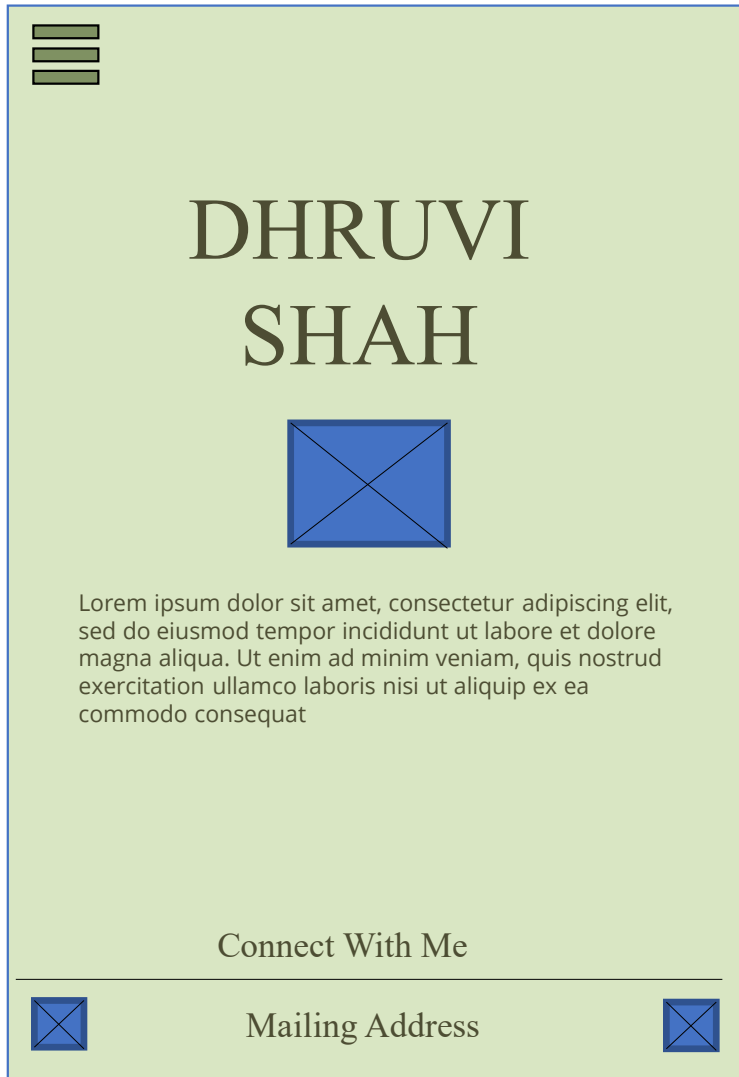 DHRUVI
SHAH
Lorem ipsum dolor sit amet, consectetur adipiscing elit,
sed do eiusmod tempor incididunt ut labore et dolore
magna aliqua. Ut enim ad minim veniam, quis nostrud
exercitation ullamco laboris nisi ut aliquip ex ea
commodo consequat
Connect With Me
Mailing Address